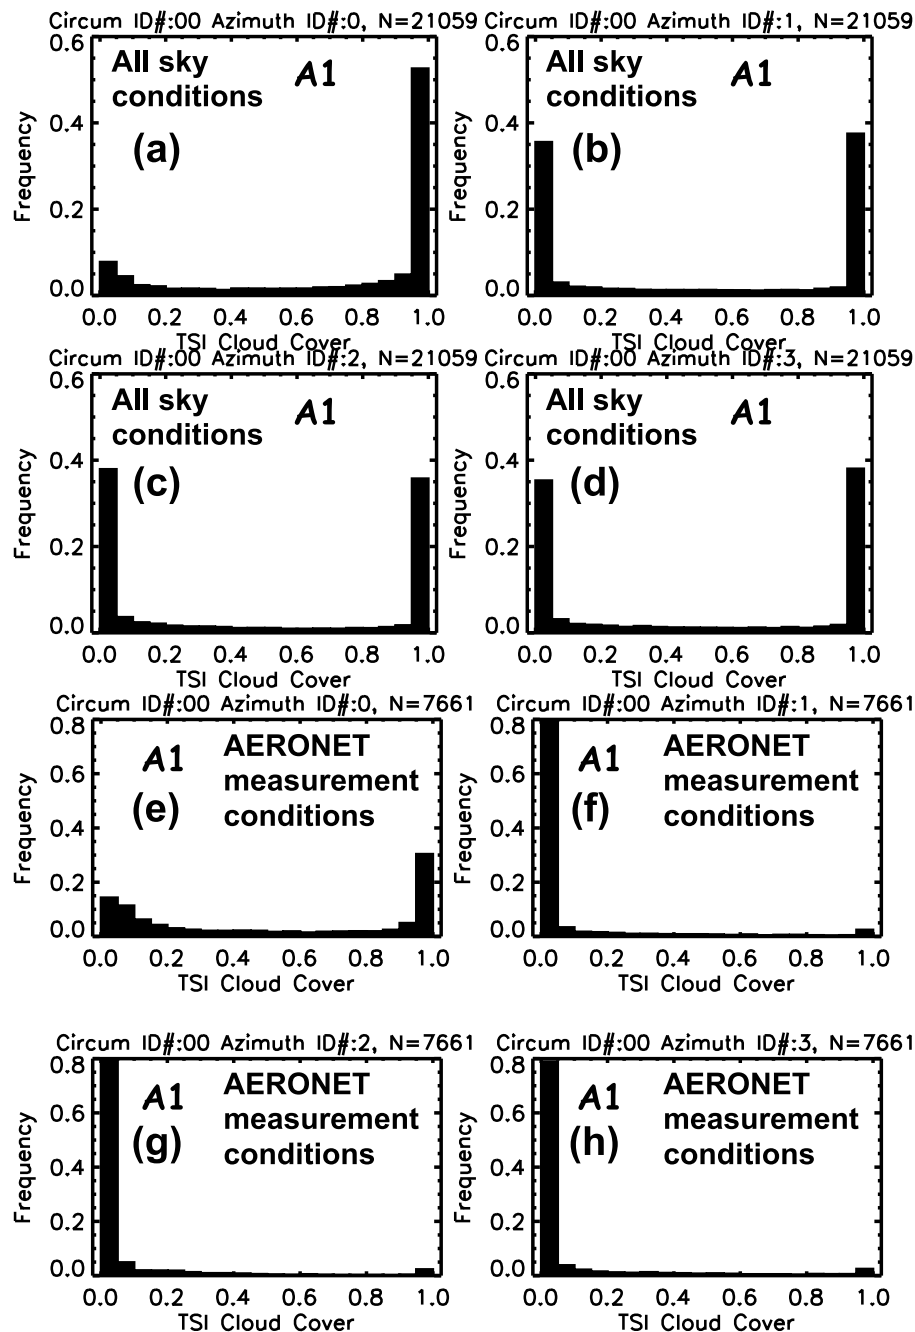 Circum ID#:00 Azimuth ID#:0, N=21059
0.6
0.4
0.2
0.0
Frequency
All sky
conditions
A1
(a)
0.0 0.2 0.4 0.6 0.8 1.0
TSI Cloud Cover
Circum ID#:00 Azimuth ID#:1, N=21059
0.6
0.4
0.2
0.0
Frequency
All sky
conditions
A1
(b)
0.0 0.2 0.4 0.6 0.8 1.0
TSI Cloud Cover
Circum ID#:00 Azimuth ID#:2, N=21059
0.6
0.4
0.2
0.0
Frequency
All sky
conditions
A1
(c)
0.0 0.2 0.4 0.6 0.8 1.0
TSI Cloud Cover
Circum ID#:00 Azimuth ID#:3, N=21059
0.6
0.4
0.2
0.0
Frequency
All sky
conditions
A1
(d)
0.0 0.2 0.4 0.6 0.8 1.0
TSI Cloud Cover
Circum ID#:00 Azimuth ID#:0, N=7661
0.8
0.6
0.4
0.2
0.0
Frequency
A1
(e)
AERONET
measurement
conditions
0.0 0.2 0.4 0.6 0.8 1.0
TSI Cloud Cover
Circum ID#:00 Azimuth ID#:1, N=7661
0.8
0.6
0.4
0.2
0.0
Frequency
A1
(f)
AERONET
measurement
conditions
0.0 0.2 0.4 0.6 0.8 1.0
TSI Cloud Cover
Circum ID#:00 Azimuth ID#:2, N=7661
0.8
0.6
0.4
0.2
0.0
Frequency
A1
(g)
AERONET
measurement
conditions
0.0 0.2 0.4 0.6 0.8 1.0
TSI Cloud Cover
Circum ID#:00 Azimuth ID#:3, N=7661
0.8
0.6
0.4
0.2
0.0
Frequency
A1
(h)
AERONET
measurement
conditions
0.0 0.2 0.4 0.6 0.8 1.0
TSI Cloud Cover